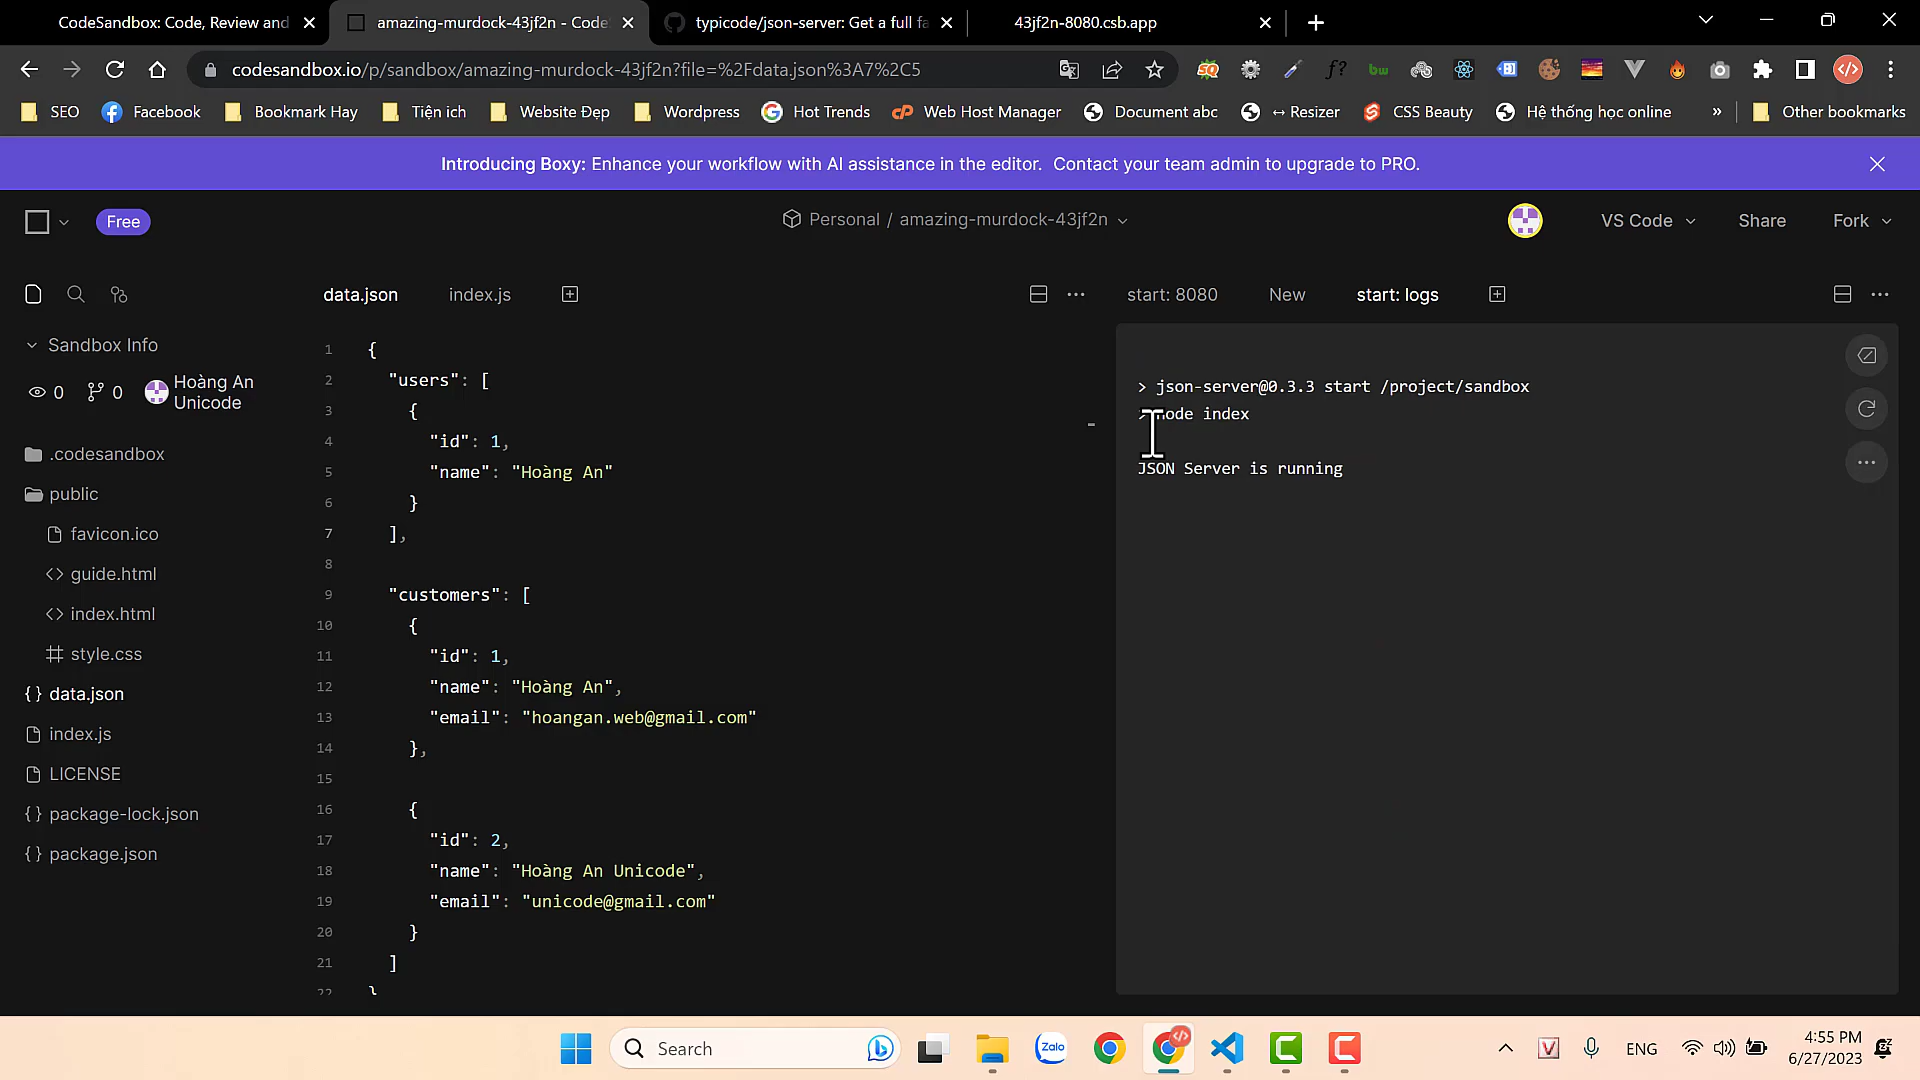 CodeSandbox: Code, Review and
amazing-murdock-43jf2n - Code
typicode/json-server: Get a full fa
43jf2n-8080.csb.app
codesandbox.io/p/sandbox/amazing-murdock-43jf2n?file=%2Fdata.json%3A7%2C5
SEO
Facebook
Bookmark Hay
Tiện ích
Website Đẹp
Wordpress
Hot Trends
Web Host Manager
Document abc
↔ Resizer
CSS Beauty
Hệ thống học online
»
Other bookmarks
Introducing Boxy: Enhance your workflow with AI assistance in the editor. Contact your team admin to upgrade to PRO.
Free
Personal / amazing-murdock-43jf2n
VS Code
Share
Fork
data.json
index.js
start: 8080
New
start: logs
Sandbox Info
0
0
Hoàng An
Unicode
.codesandbox
public
favicon.ico
<> guide.html
<> index.html
style.css
{} data.json
index.js
LICENSE
{} package-lock.json
{} package.json
1 {
2 "users": [
3 {
4 "id": 1,
5 "name": "Hoàng An"
6 }
7 ],
8
9 "customers": [
10 {
11 "id": 1,
12 "name": "Hoàng An",
13 "email": "hoangan.web@gmail.com"
14 },
15
16 {
17 "id": 2,
18 "name": "Hoàng An Unicode",
19 "email": "unicode@gmail.com"
20 }
21 ]
22 }
> json-server@0.3.3 start /project/sandbox
> node index
JSON Server is running
Search
Zalo
ENG
4:55 PM
6/27/2023